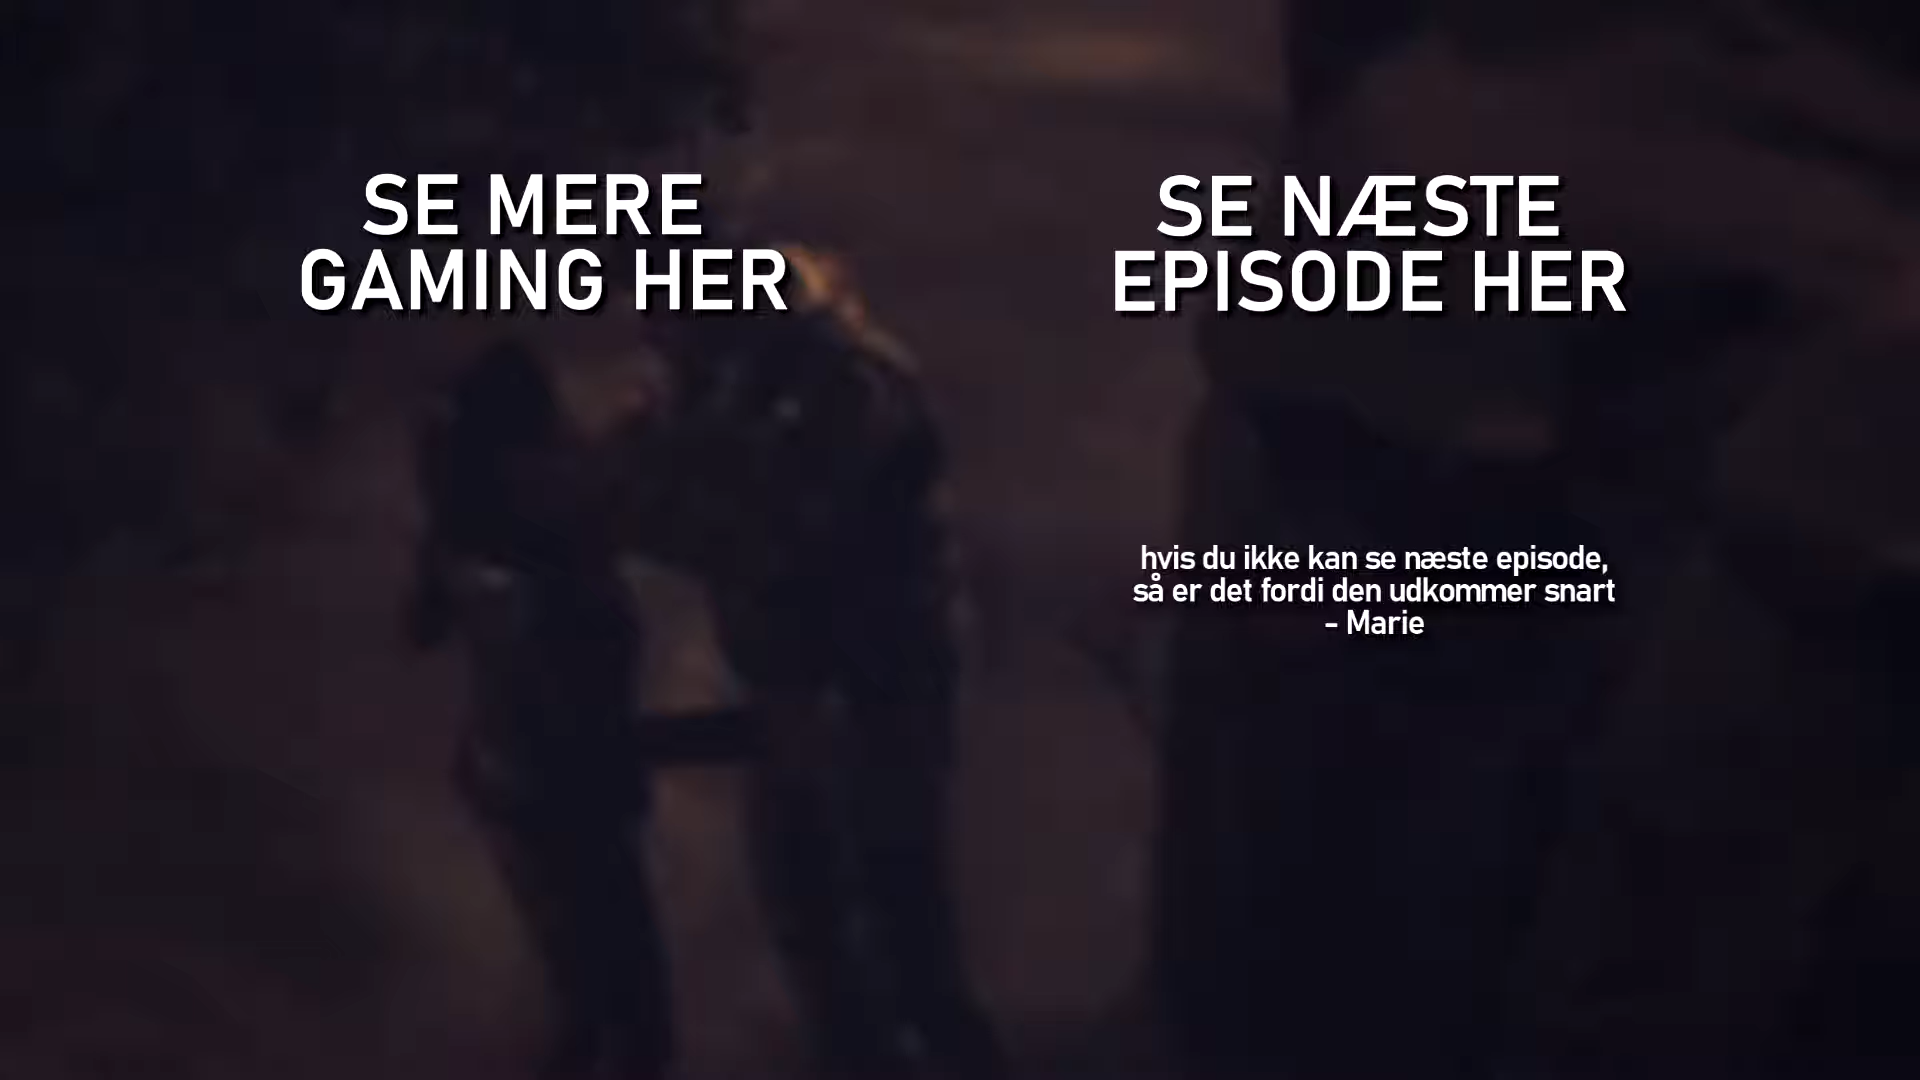 SE MERE
GAMING HER
SE NÆSTE
EPISODE HER
hvis du ikke kan se næste episode,
så er det fordi den udkommer snart
- Marie